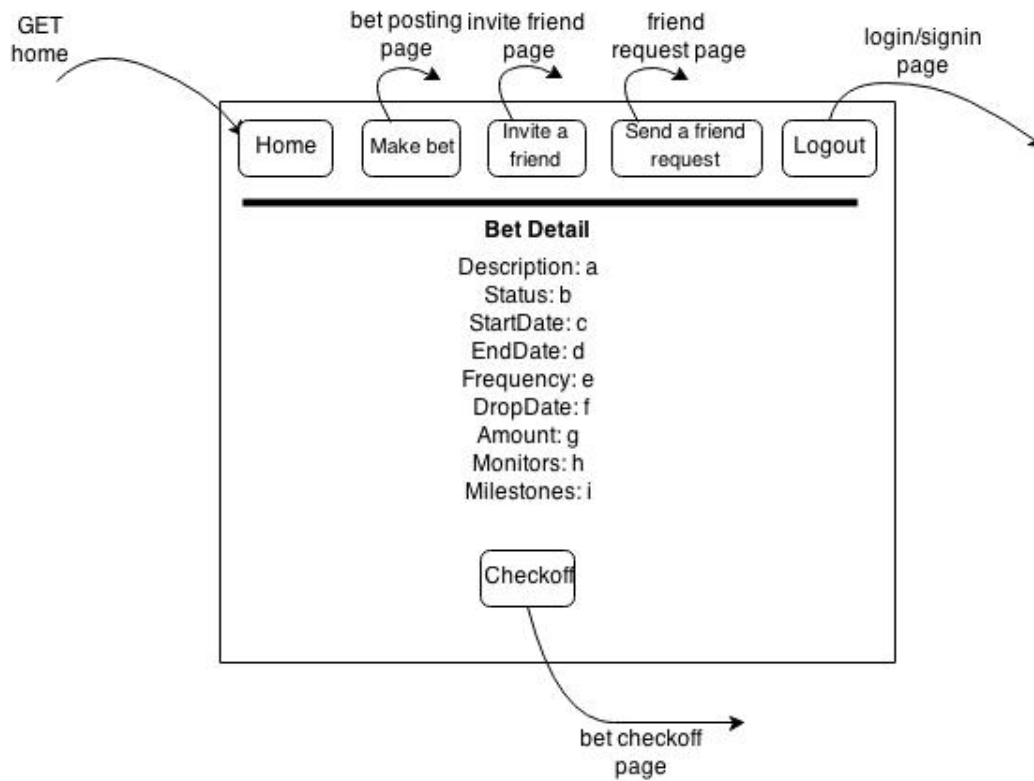 GET
home
bet posting
page
invite friend
page
friend
request page
login/signin
page
Home
Make bet
Invite a
friend
Send a friend
request
Logout
Bet Detail
Description: a
Status: b
StartDate: c
EndDate: d
Frequency: e
DropDate: f
Amount: g
Monitors: h
Milestones: i
Checkoff
bet checkoff
page